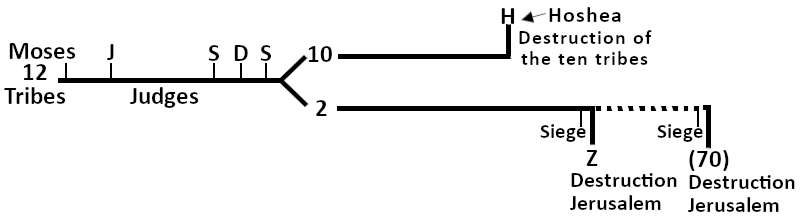 H Hoshea
Destruction of
the ten tribes
Moses J S D S 10
12
Tribes Judges
2
Siege Siege
Z (70)
Destruction Destruction
Jerusalem Jerusalem